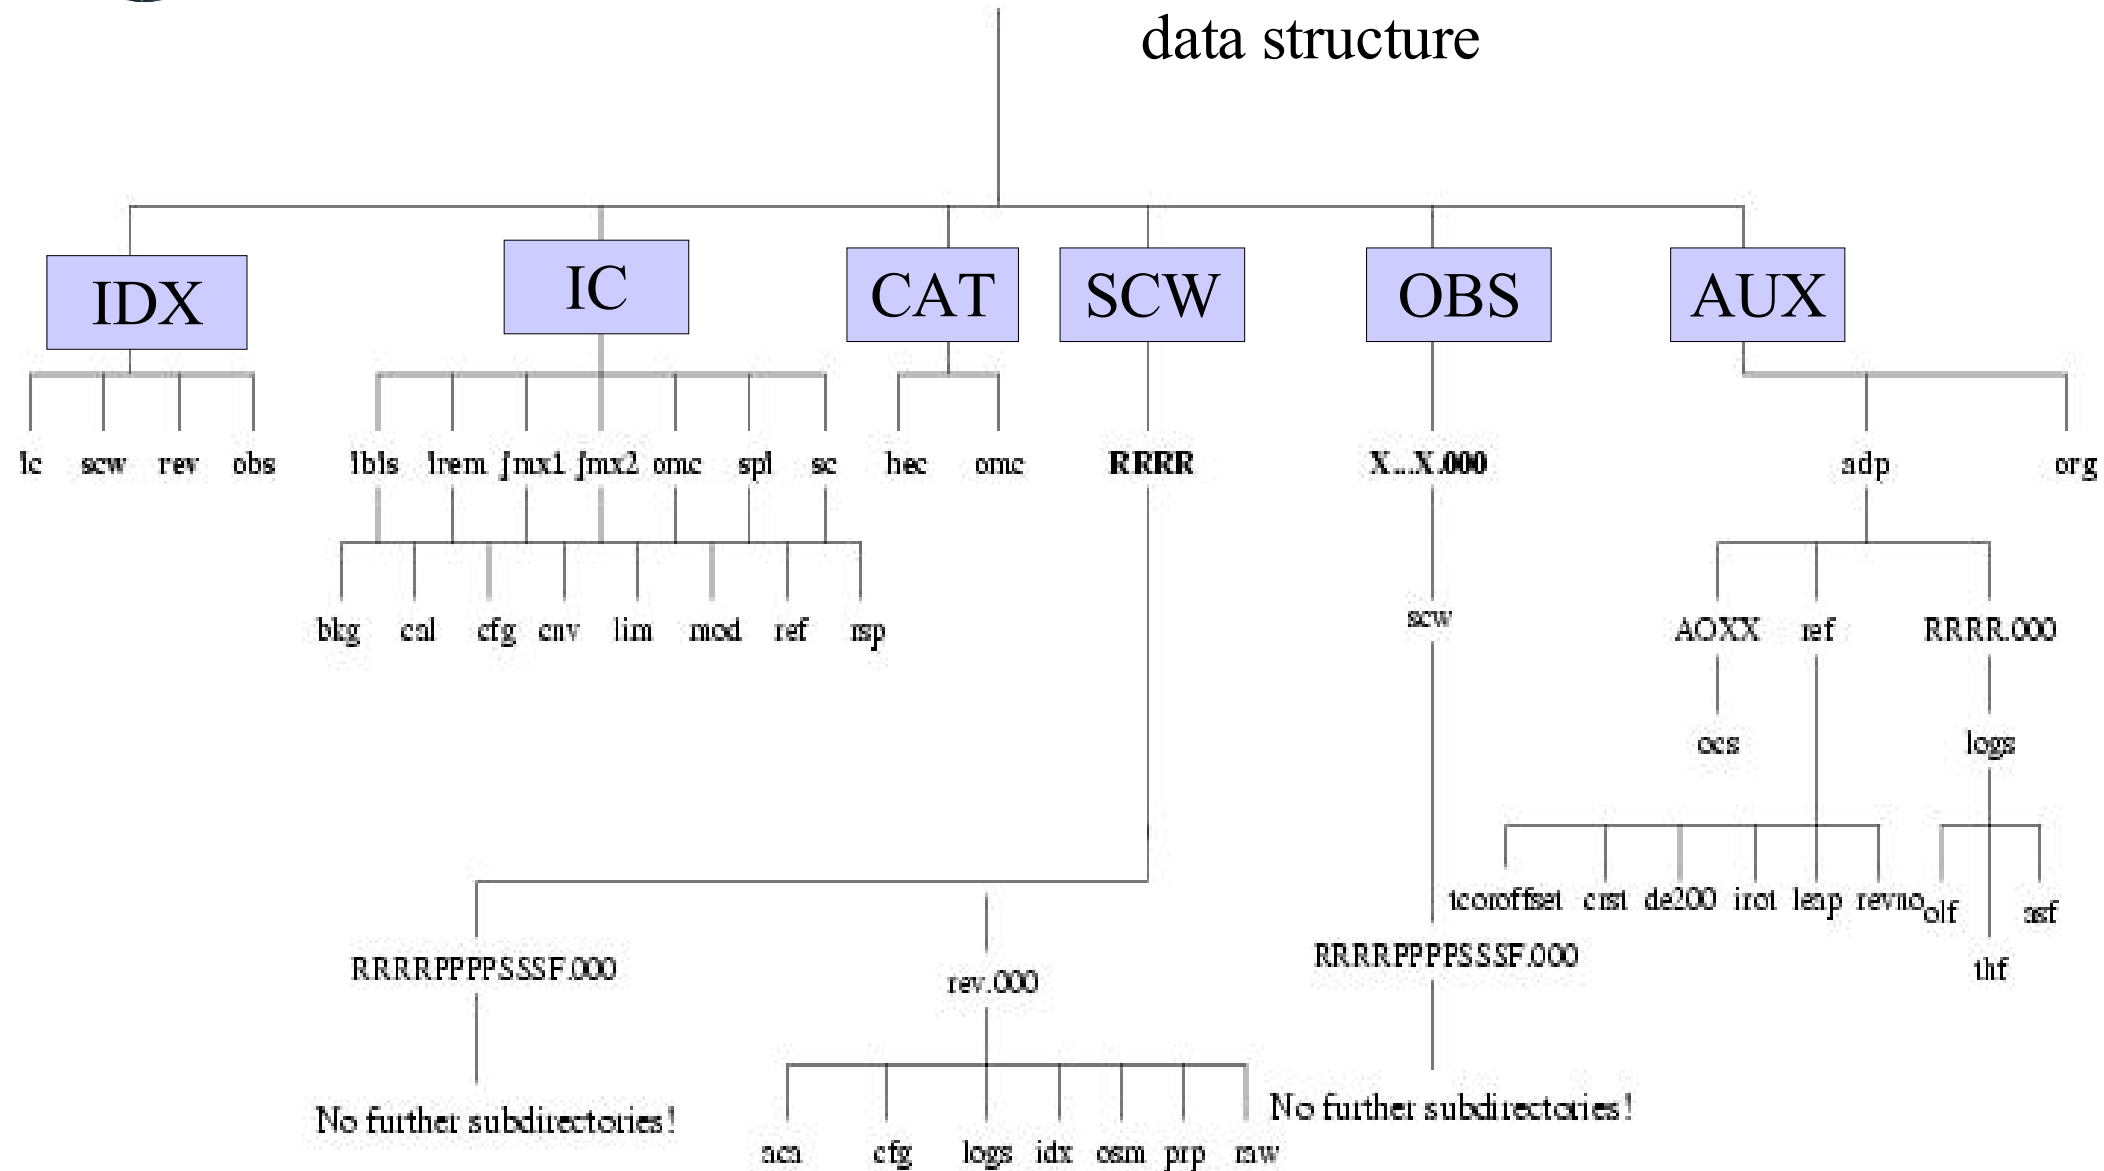 data structure
IDX IC CAT SCW OBS AUX
lc scw rev obs ibis jmx1 jmx2 omc spi sc hec omc RRRR X...X.000 adp org
bkg cal cfg cnv lim mod ref rsp scw AOXX ref RRRR.000
ocs logs
tcoroffset crst de200 irot leap revno olf asf
RRRRPPPPSSSF.000 rev.000 RRRRPPPPSSSF.000 thf
No further subdirectories! No further subdirectories!
aca cfg logs idx osm prp raw